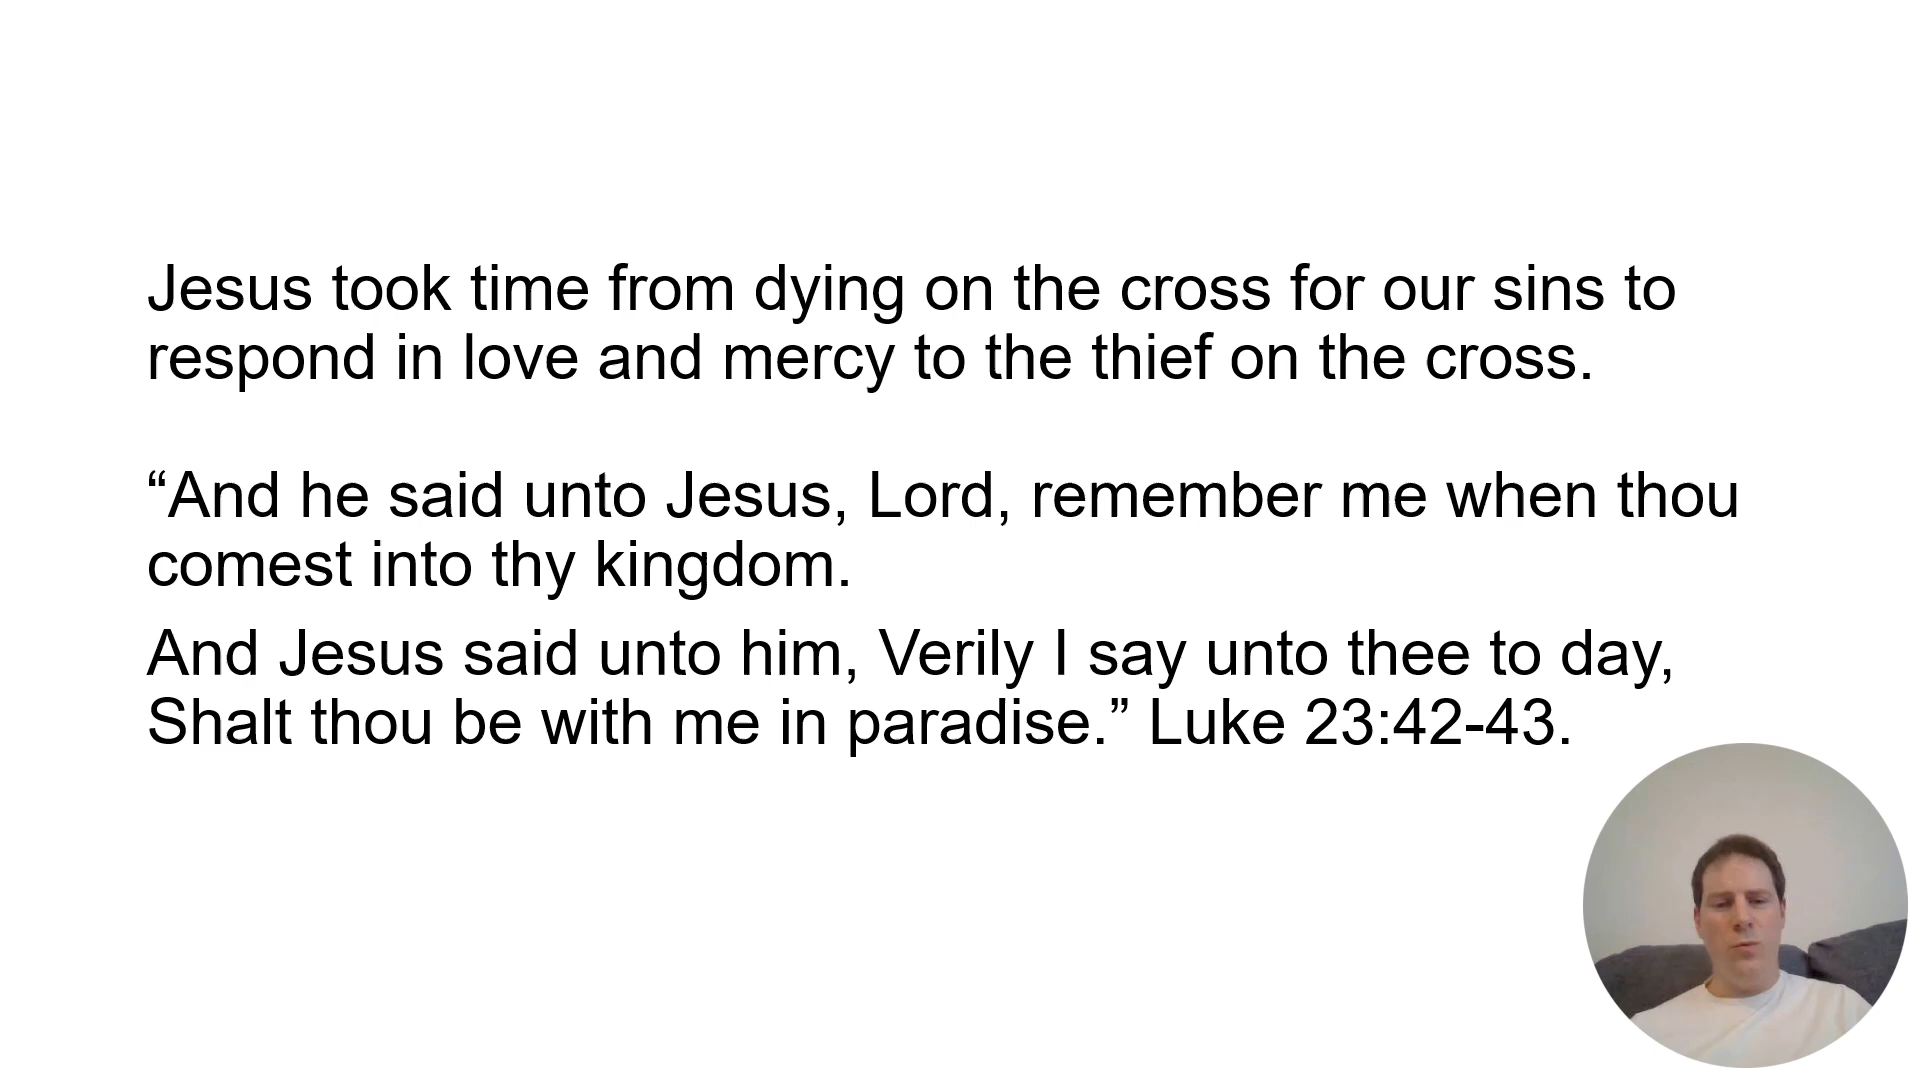 Jesus took time from dying on the cross for our sins to
respond in love and mercy to the thief on the cross.
“And he said unto Jesus, Lord, remember me when thou
comest into thy kingdom.
And Jesus said unto him, Verily I say unto thee to day,
Shalt thou be with me in paradise.” Luke 23:42-43.